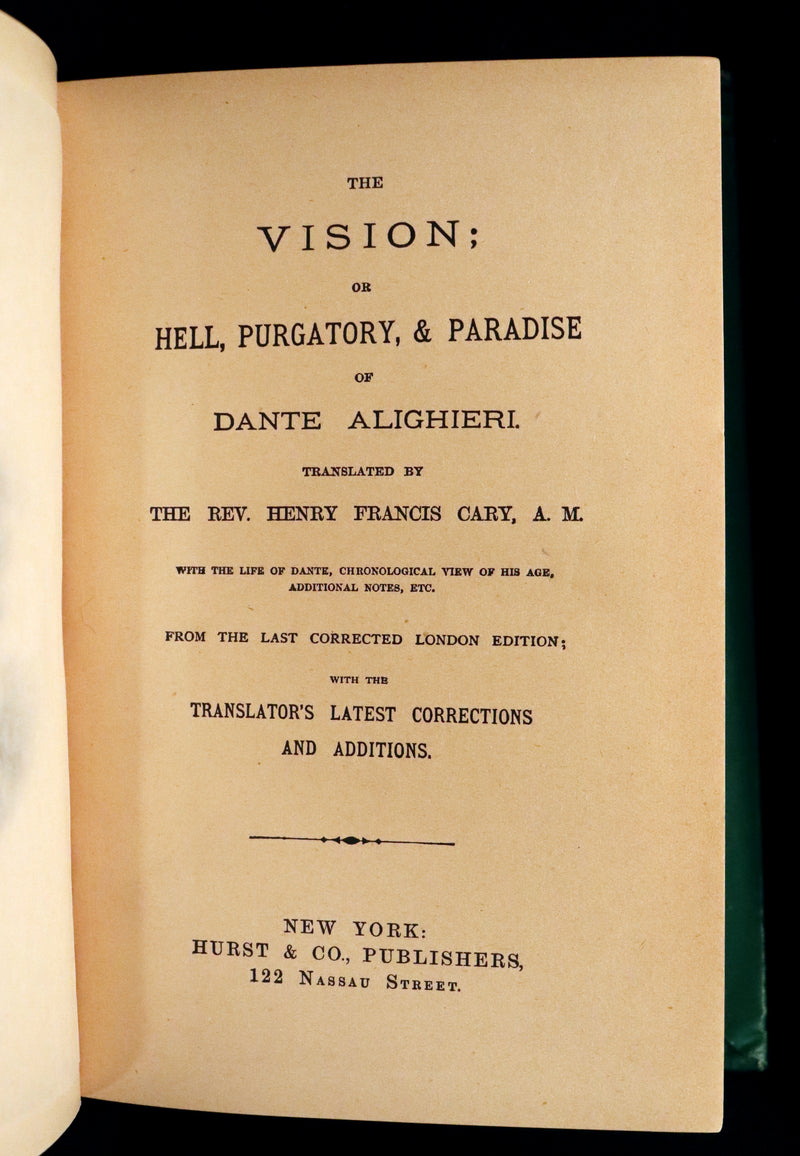 THE
VISION;
OR
HELL, PURGATORY, & PARADISE
OF
DANTE ALIGHIERI.
TRANSLATED BY
THE REV. HENRY FRANCIS CARY, A. M.
WITH THE LIFE OF DANTE, CHRONOLOGICAL VIEW OF HIS AGE,
ADDITIONAL NOTES, ETC.
FROM THE LAST CORRECTED LONDON EDITION;
WITH THE
TRANSLATOR'S LATEST CORRECTIONS
AND ADDITIONS.
NEW YORK:
HURST & CO., PUBLISHERS,
122 NASSAU STREET.